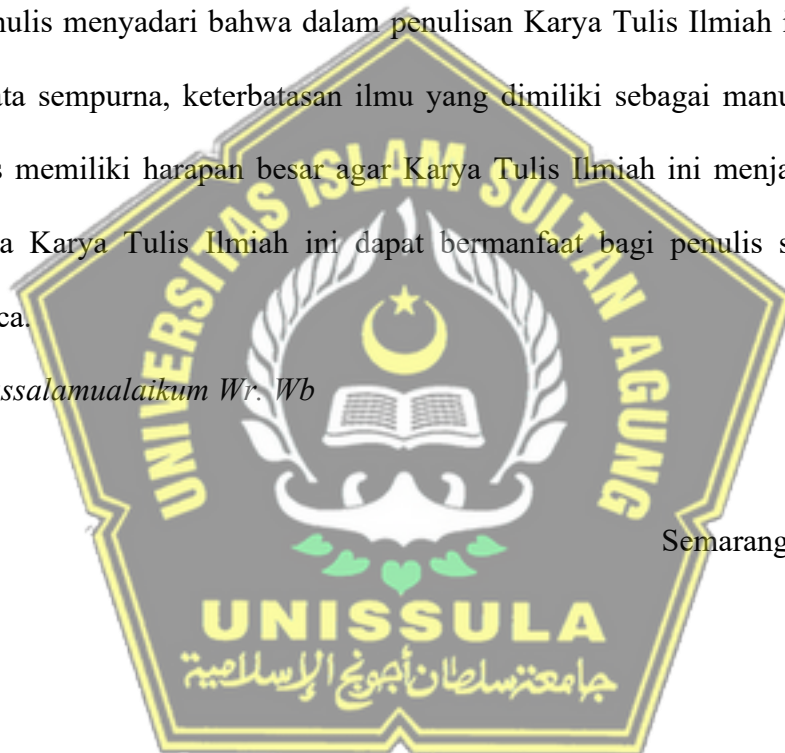 nulis menyadari bahwa dalam penulisan Karya Tulis Ilmiah i
ata sempurna, keterbatasan ilmu yang dimiliki sebagai manu
s memiliki harapan besar agar Karya Tulis Ilmiah ini menja
a Karya Tulis Ilmiah ini dapat bermanfaat bagi penulis s
ca.
ssalamualaikum Wr. Wb
Semarang
UNIVERSITAS ISLAM SULTAN AGUNG
UNISSULA
جامعتسلطان أجونج الإسلامية